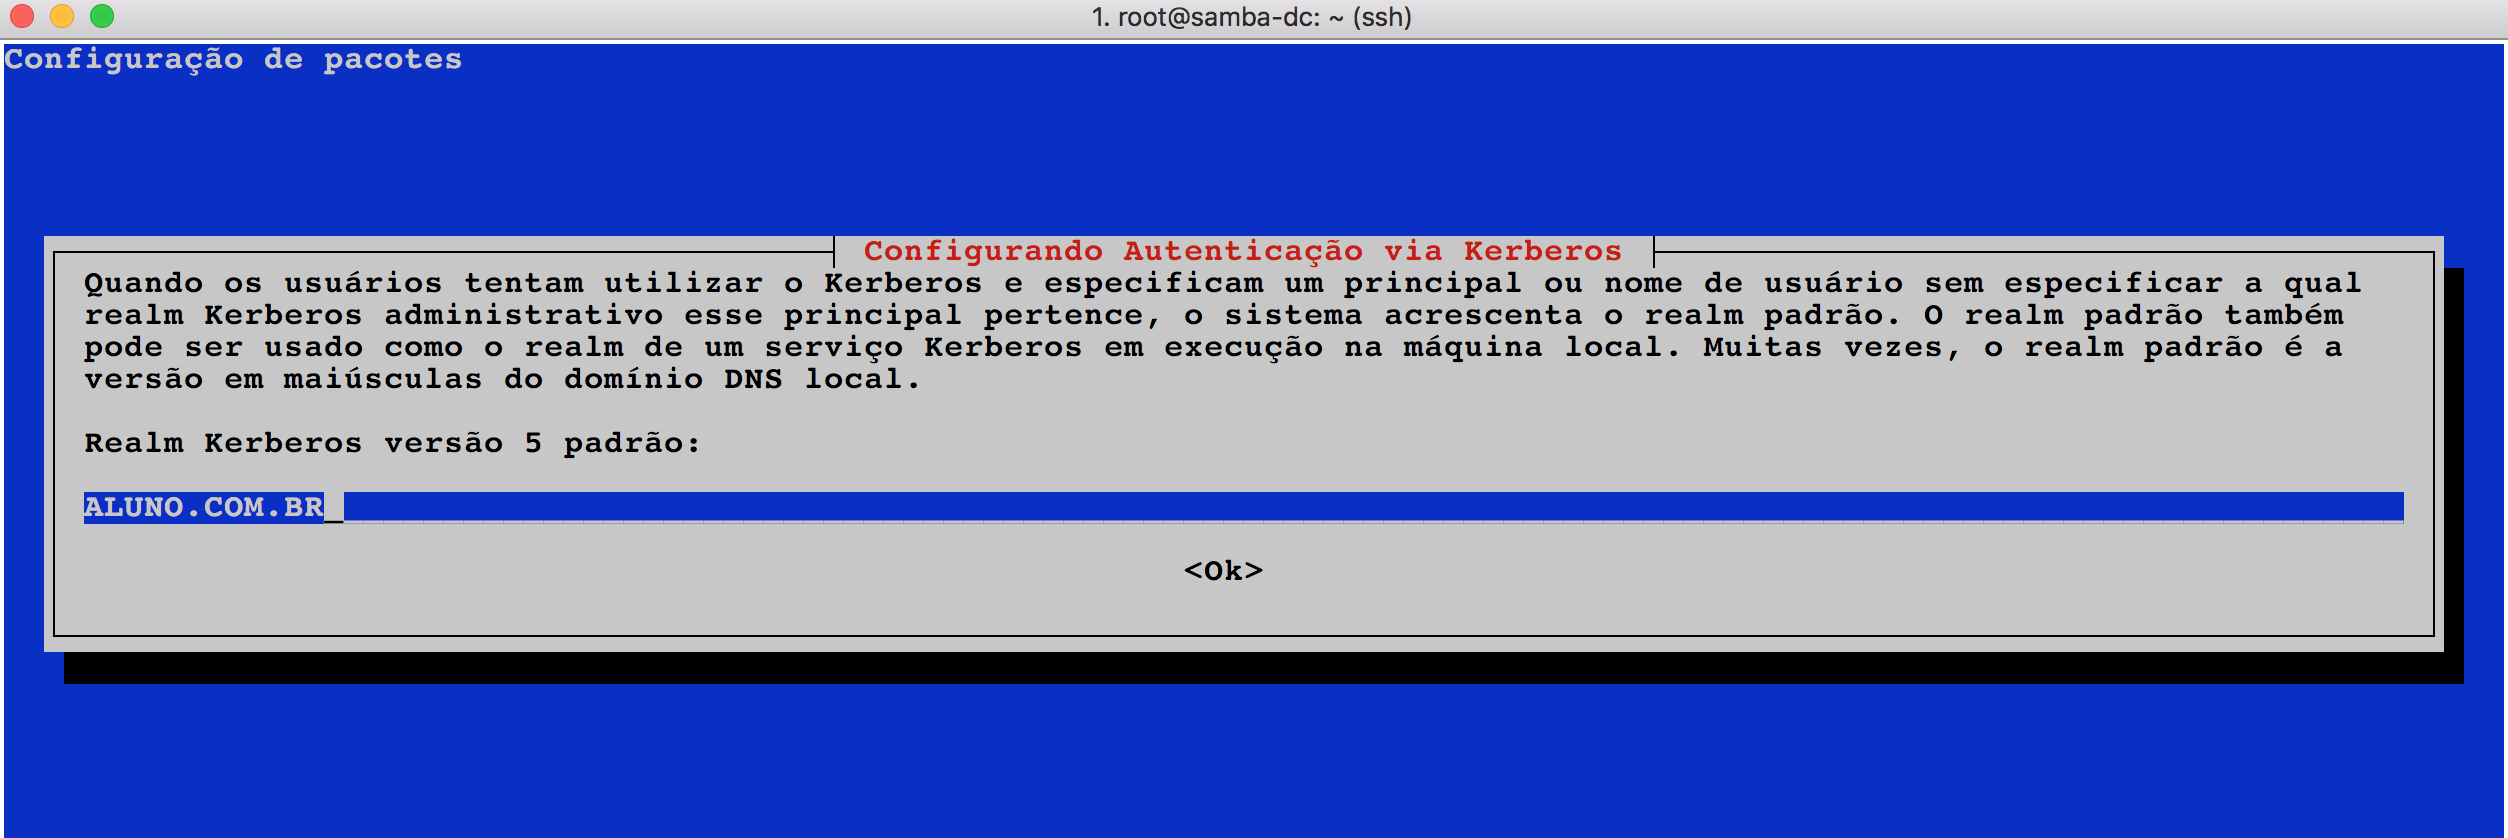 1. root@samba-dc: ~ (ssh)
Configuração de pacotes
Configurando Autenticação via Kerberos
Quando os usuários tentam utilizar o Kerberos e especificam um principal ou nome de usuário sem especificar a qual
realm Kerberos administrativo esse principal pertence, o sistema acrescenta o realm padrão. O realm padrão também
pode ser usado como o realm de um serviço Kerberos em execução na máquina local. Muitas vezes, o realm padrão é a
versão em maiúsculas do domínio DNS local.
Realm Kerberos versão 5 padrão:
ALUNO.COM.BR
<Ok>